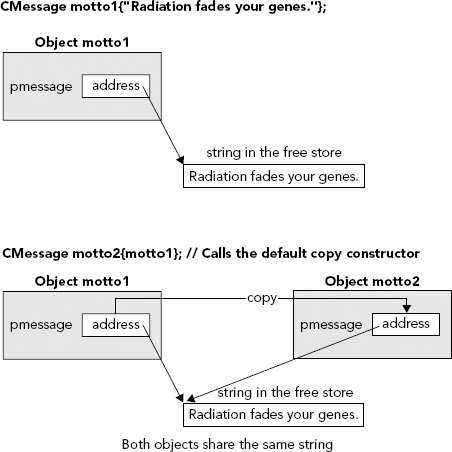 CMessage motto1{"Radiation fades your genes."};
Object motto1
pmessage address
string in the free store
Radiation fades your genes.
CMessage motto2{motto1}; // Calls the default copy constructor
Object motto1 Object motto2
copy
pmessage address pmessage address
string in the free store
Radiation fades your genes.
Both objects share the same string